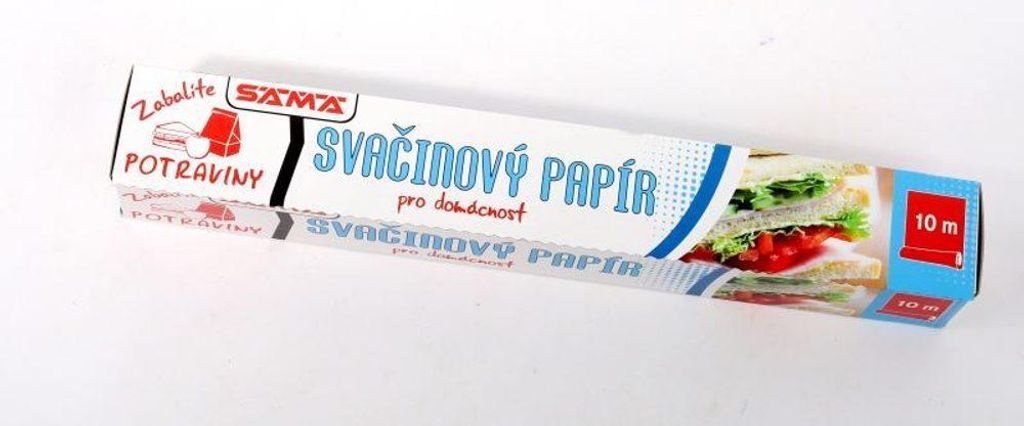 Zabalíte
POTRAVINY
SAMA
SVAČINOVÝ PAPÍR
pro domácnost
10 m
POTRAVINY
SVAČINOVÝ PAPÍR
pro domácnost
10 m